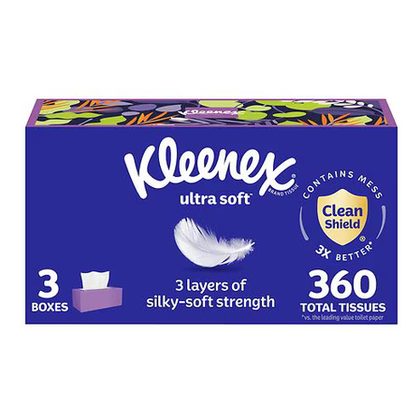 Kleenex
BRAND TISSUE
ultra soft*
CONTAINS MESS
Clean
Shield
3X BETTER*
3
BOXES
3 layers of
silky-soft strength
360
TOTAL TISSUES
*vs. the leading value toilet paper